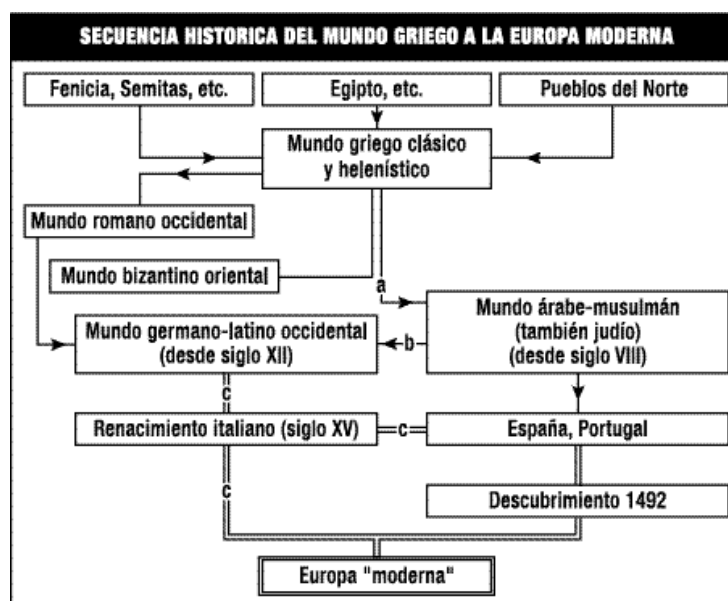 SECUENCIA HISTORICA DEL MUNDO GRIEGO A LA EUROPA MODERNA
Fenicia, Semitas, etc.
Egipto, etc.
Pueblos del Norte
Mundo griego clásico
y helenístico
Mundo romano occidental
Mundo bizantino oriental
a
Mundo árabe-musulmán
(también judío)
(desde siglo VIII)
Mundo germano-latino occidental
(desde siglo XII)
b
c
Renacimiento italiano (siglo XV)
c
España, Portugal
c
Descubrimiento 1492
Europa "moderna"